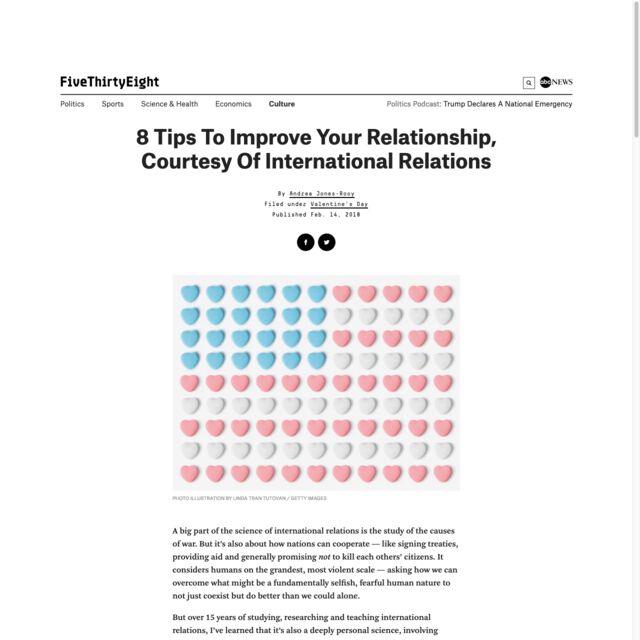 FiveThirtyEight
abc NEWS
Politics Sports Science & Health Economics Culture Politics Podcast: Trump Declares A National Emergency
8 Tips To Improve Your Relationship,
Courtesy Of International Relations
By Andrea Jones-Rooy
Filed under Valentine's Day
Published Feb. 14, 2018
PHOTO ILLUSTRATION BY LINDA TRAN TUTOVAN / GETTY IMAGES
A big part of the science of international relations is the study of the causes
of war. But it's also about how nations can cooperate — like signing treaties,
providing aid and generally promising not to kill each others' citizens. It
considers humans on the grandest, most violent scale — asking how we can
overcome what might be a fundamentally selfish, fearful human nature to
not just coexist but do better than we could alone.
But over 15 years of studying, researching and teaching international
relations, I've learned that it's also a deeply personal science, involving